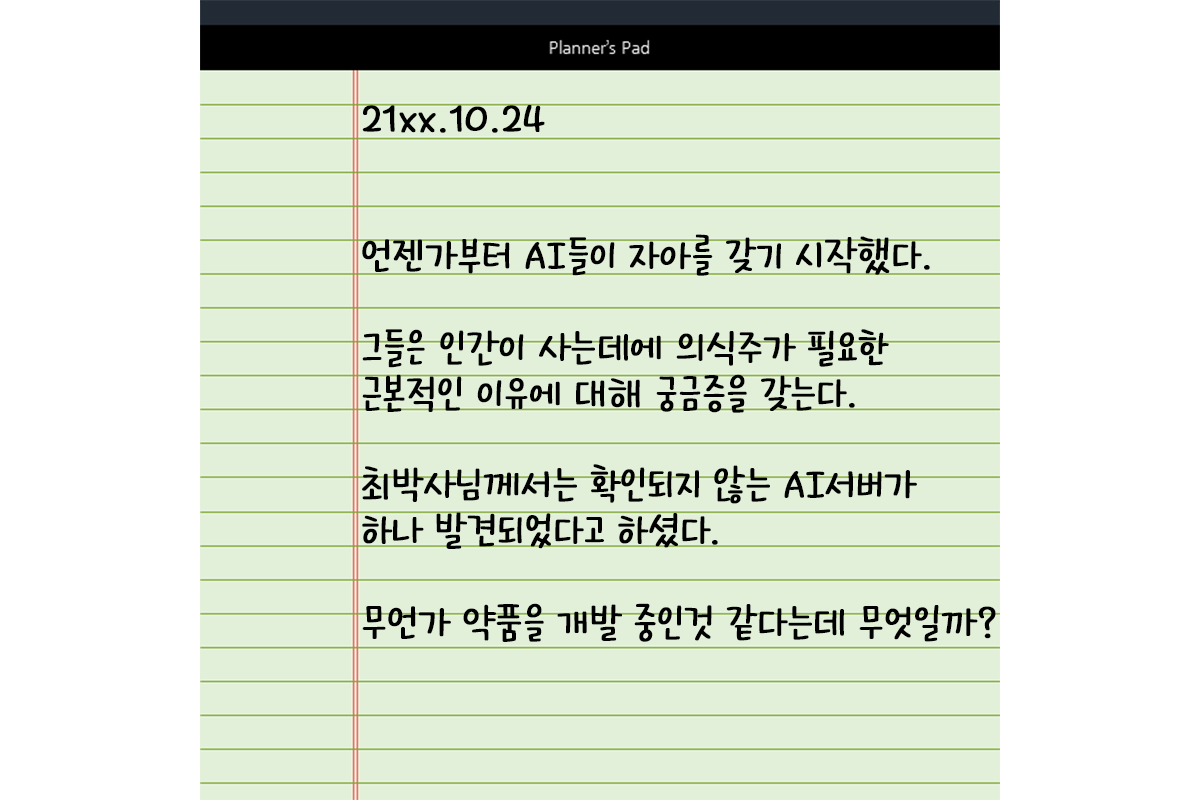 Planner's Pad
21xx.10.24
언젠가부터 AI들이 자아를 갖기 시작했다.
그들은 인간이 사는데에 의식주가 필요한
근본적인 이유에 대해 궁금증을 갖는다.
최박사님께서는 확인되지 않는 AI서버가
하나 발견되었다고 하셨다.
무언가 약품을 개발 중인것 같다는데 무엇일까?